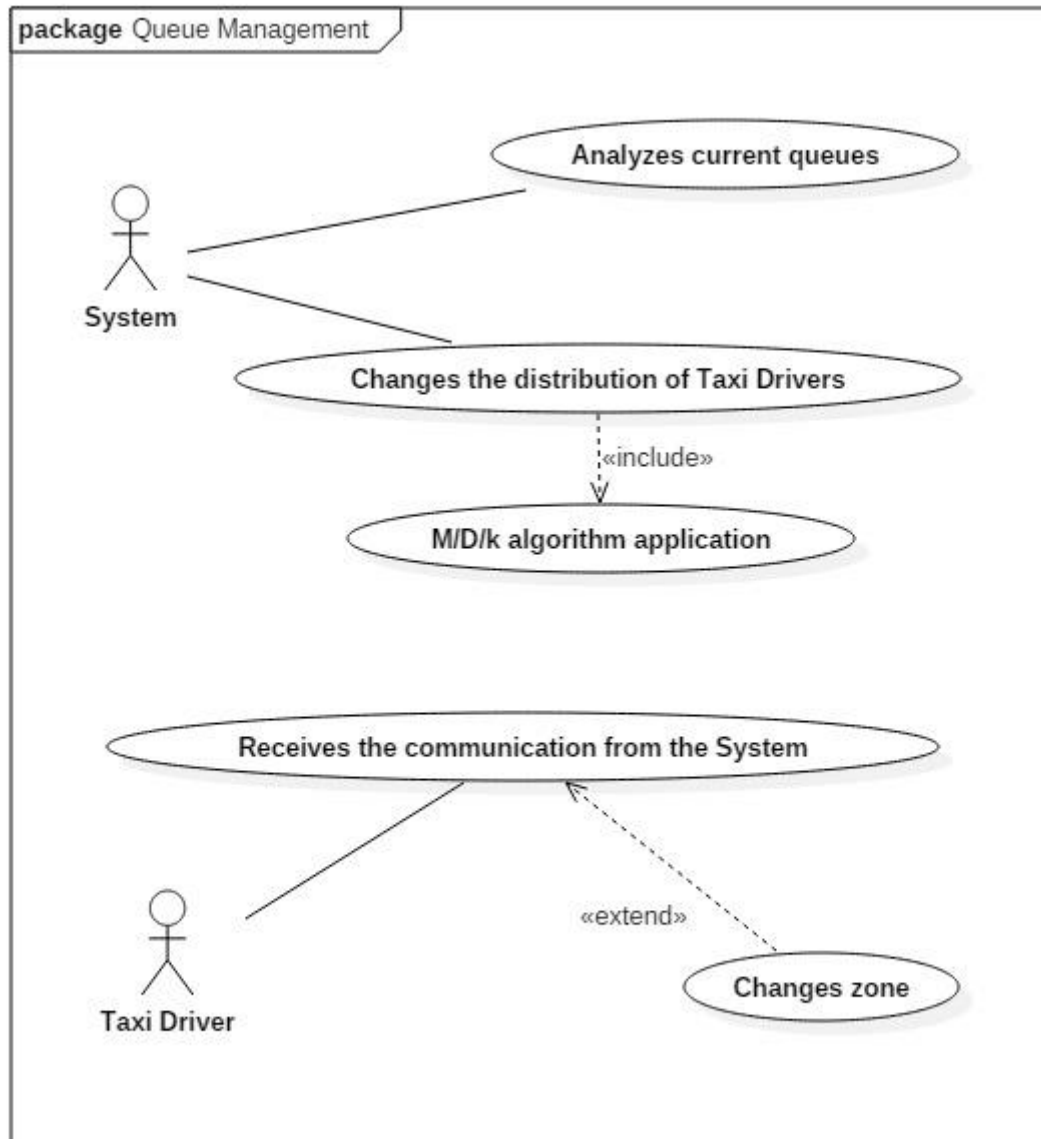 package Queue Management
Analyzes current queues
System
Changes the distribution of Taxi Drivers
«include»
M/D/k algorithm application
Receives the communication from the System
«extend»
Changes zone
Taxi Driver